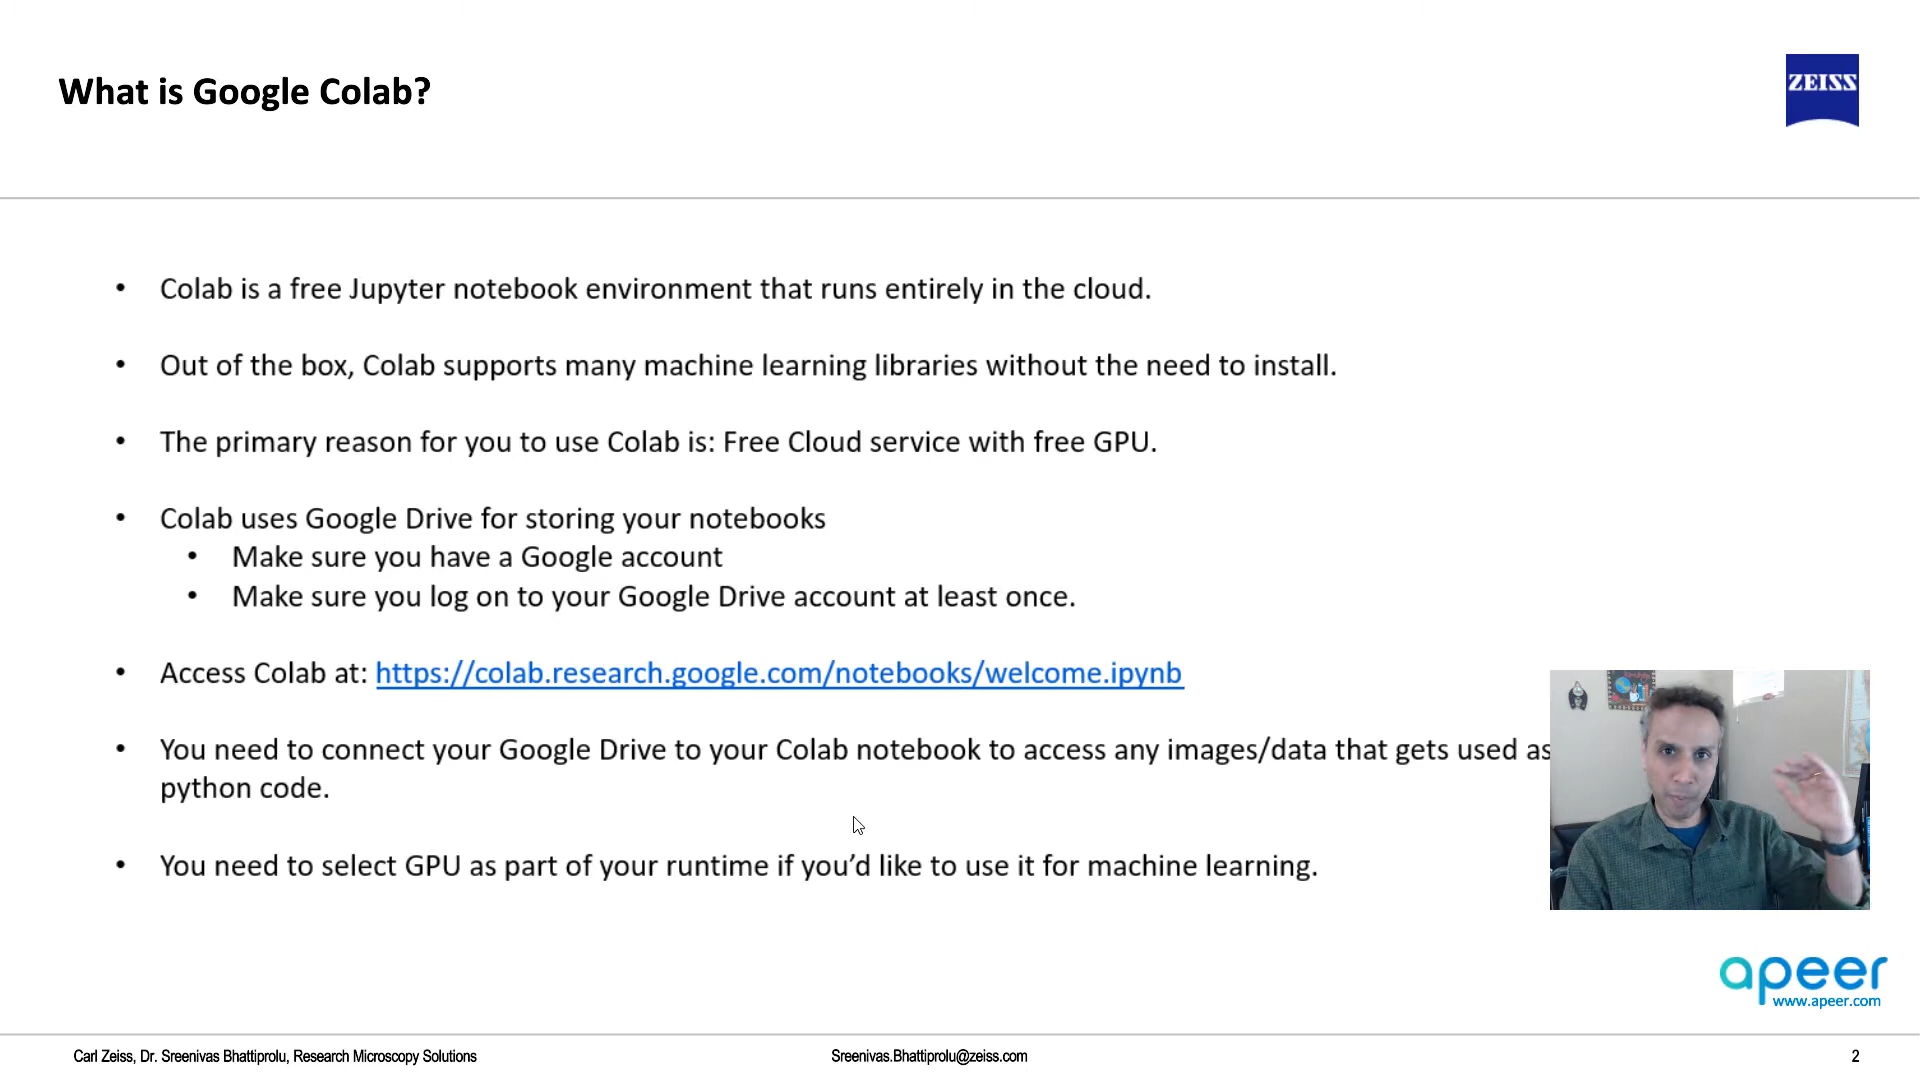 What is Google Colab?
ZEISS
• Colab is a free Jupyter notebook environment that runs entirely in the cloud.
• Out of the box, Colab supports many machine learning libraries without the need to install.
• The primary reason for you to use Colab is: Free Cloud service with free GPU.
• Colab uses Google Drive for storing your notebooks
• Make sure you have a Google account
• Make sure you log on to your Google Drive account at least once.
• Access Colab at: https://colab.research.google.com/notebooks/welcome.ipynb
• You need to connect your Google Drive to your Colab notebook to access any images/data that gets used as
python code.
• You need to select GPU as part of your runtime if you’d like to use it for machine learning.
apeer
www.apeer.com
Carl Zeiss, Dr. Sreenivas Bhattiprolu, Research Microscopy Solutions
Sreenivas.Bhattiprolu@zeiss.com
2